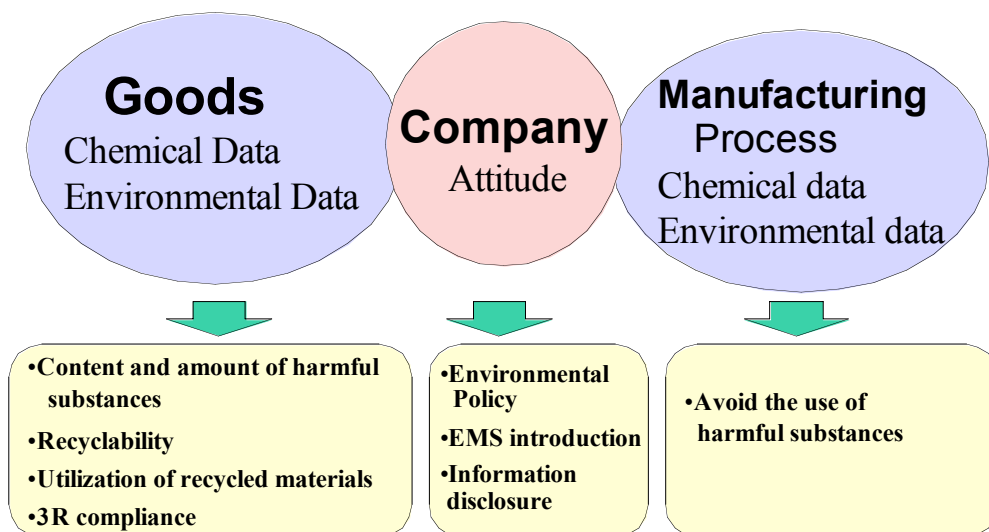 Goods
Chemical Data
Environmental Data
Company
Attitude
Manufacturing
Process
Chemical data
Environmental data
•Content and amount of harmful
substances
•Recyclability
•Utilization of recycled materials
•3R compliance
•Environmental
Policy
•EMS introduction
•Information
disclosure
•Avoid the use of
harmful substances